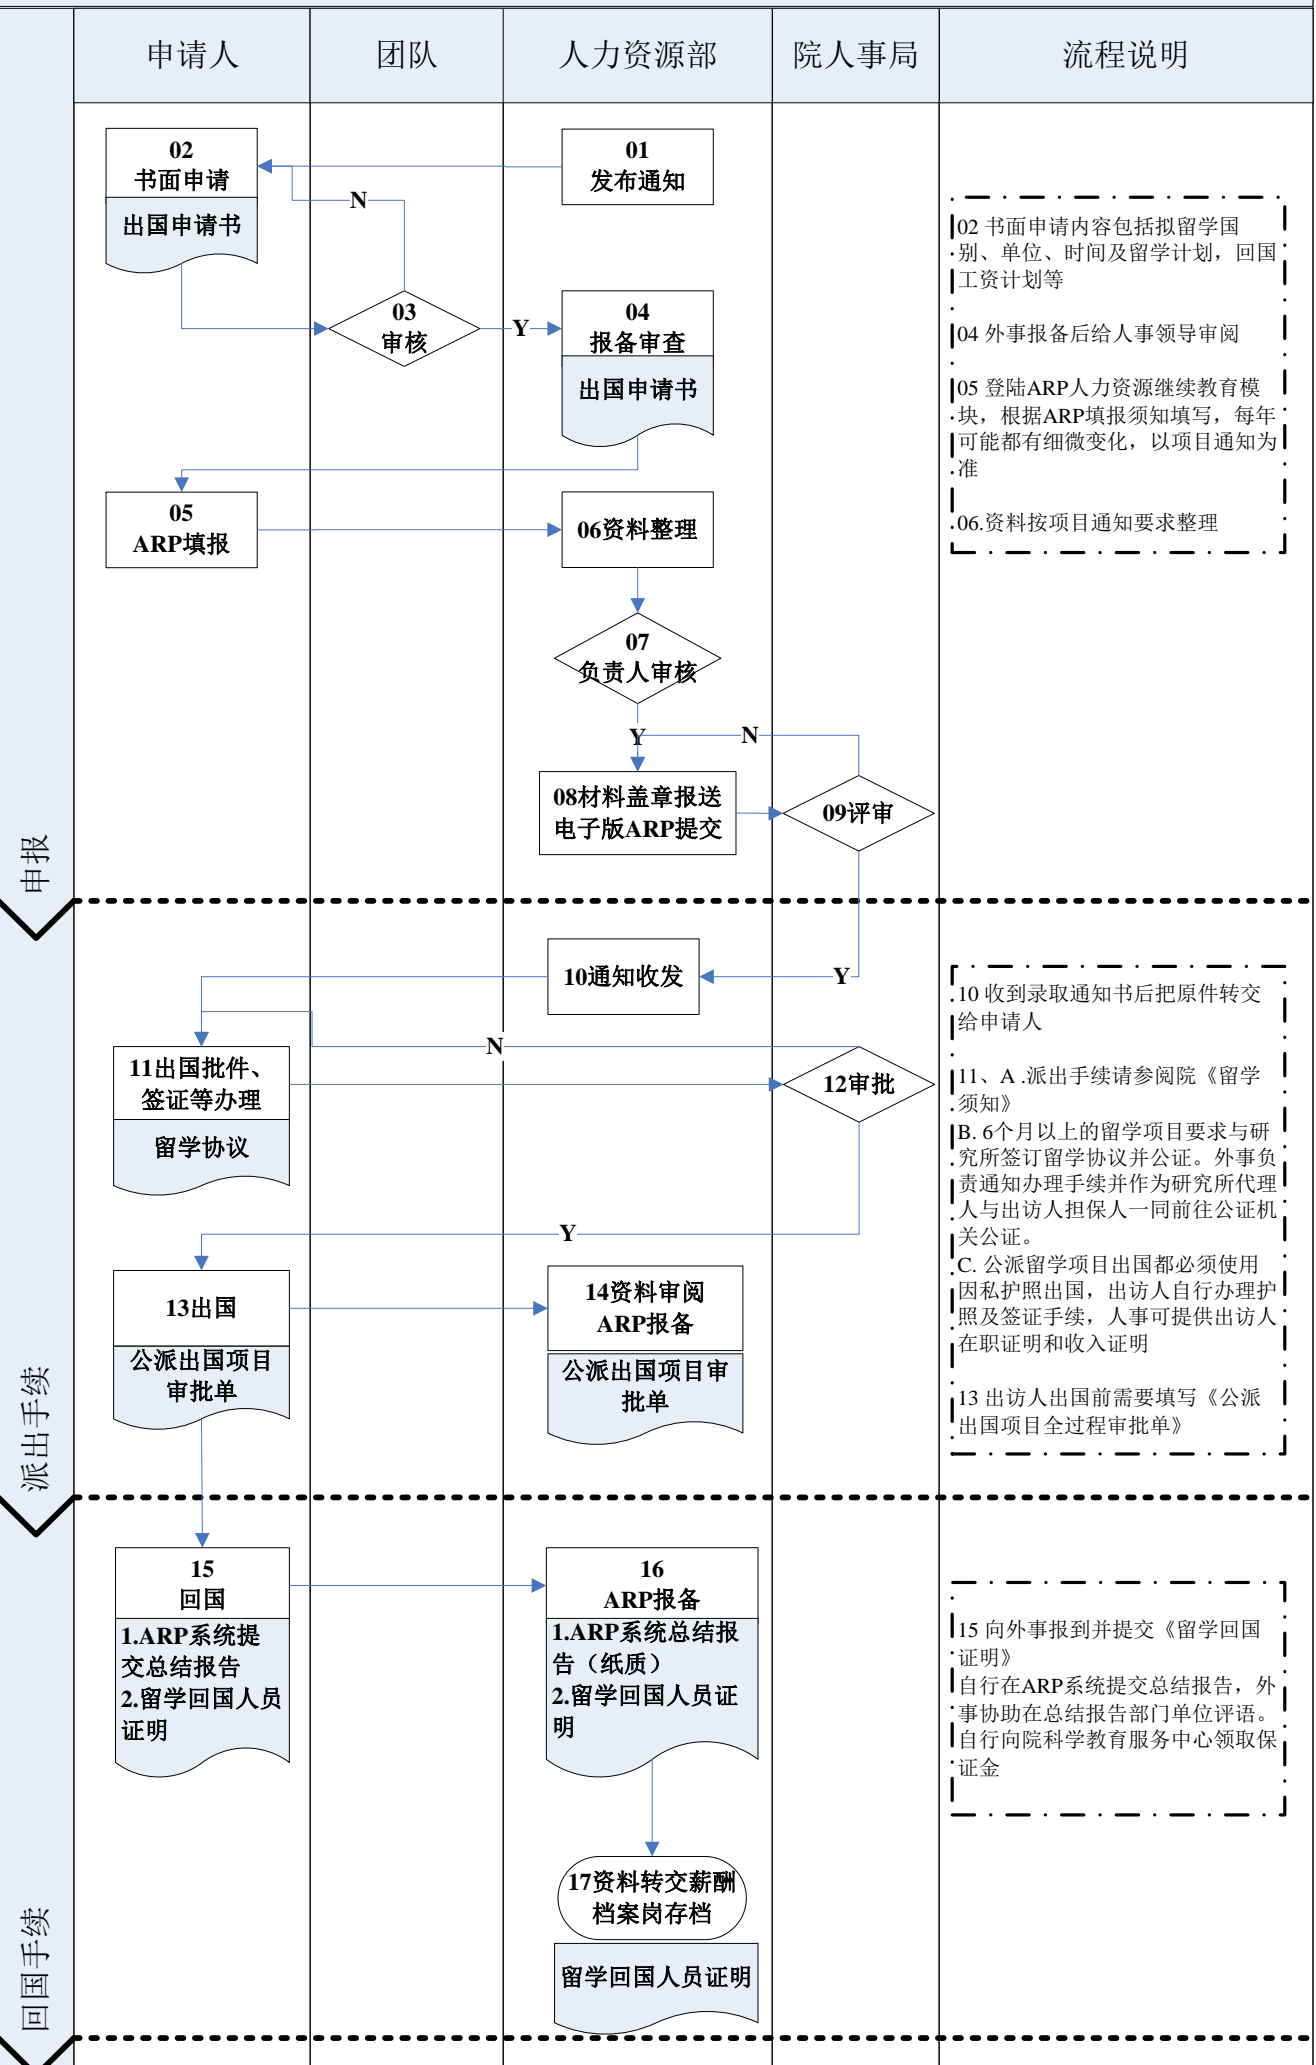 申请人
团队
人力资源部
院人事局
流程说明
申报
02
书面申请
出国申请书
01
发布通知
N
03
审核
Y
04
报备审查
出国申请书
05
ARP填报
06资料整理
07
负责人审核
Y
N
08材料盖章报送
电子版ARP提交
09评审
02 书面申请内容包括拟留学国
别、单位、时间及留学计划，回国
工资计划等
04 外事报备后给人事领导审阅
05 登陆ARP人力资源继续教育模
块，根据ARP填报须知填写，每年
可能都有细微变化，以项目通知为
准
06.资料按项目通知要求整理
派出手续
10通知收发
Y
N
11出国批件、
签证等办理
留学协议
12审批
Y
13出国
公派出国项目
审批单
14资料审阅
ARP报备
公派出国项目审
批单
10 收到录取通知书后把原件转交
给申请人
11、A .派出手续请参阅院《留学
须知》
B. 6个月以上的留学项目要求与研
究所签订留学协议并公证。外事负
责通知办理手续并作为研究所代理
人与出访人担保人一同前往公证机
关公证。
C. 公派留学项目出国都必须使用
因私护照出国，出访人自行办理护
照及签证手续，人事可提供出访人
在职证明和收入证明
13 出访人出国前需要填写《公派
出国项目全过程审批单》
回国手续
15
回国
1.ARP系统提
交总结报告
2.留学回国人员
证明
16
ARP报备
1.ARP系统总结报
告（纸质）
2.留学回国人员证
明
17资料转交薪酬
档案岗存档
留学回国人员证明
15 向外事报到并提交《留学回国
证明》
自行在ARP系统提交总结报告，外
事协助在总结报告部门单位评语。
自行向院科学教育服务中心领取保
证金